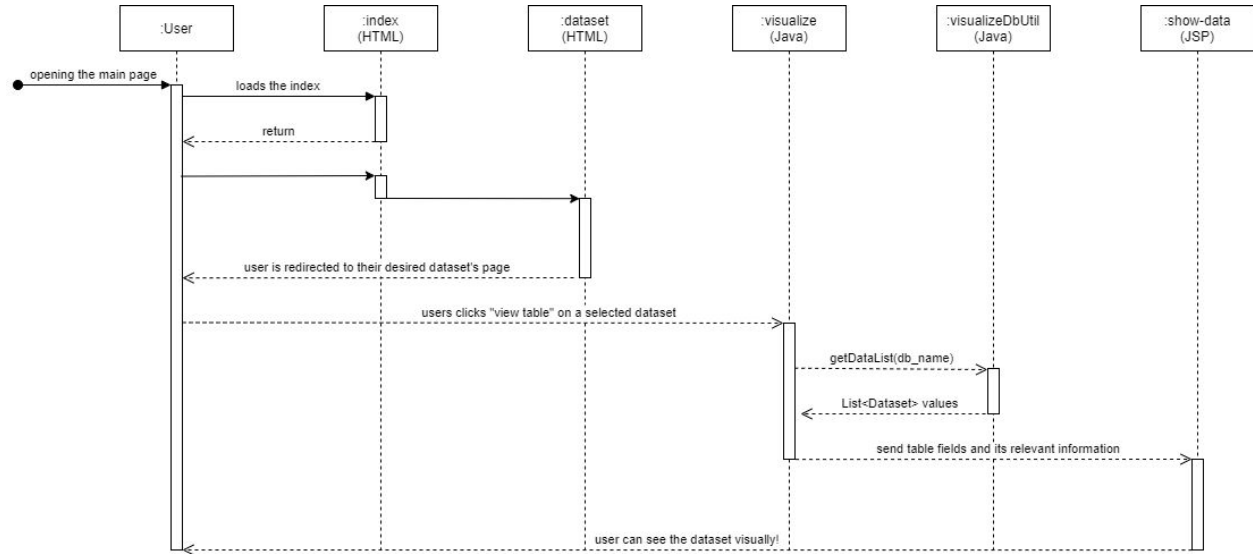 :User
:index
(HTML)
:dataset
(HTML)
:visualize
(Java)
:visualizeDbUtil
(Java)
:show-data
(JSP)
opening the main page
loads the index
return
user is redirected to their desired dataset's page
users clicks "view table" on a selected dataset
getDataList(db_name)
List<Dataset> values
send table fields and its relevant information
user can see the dataset visually!